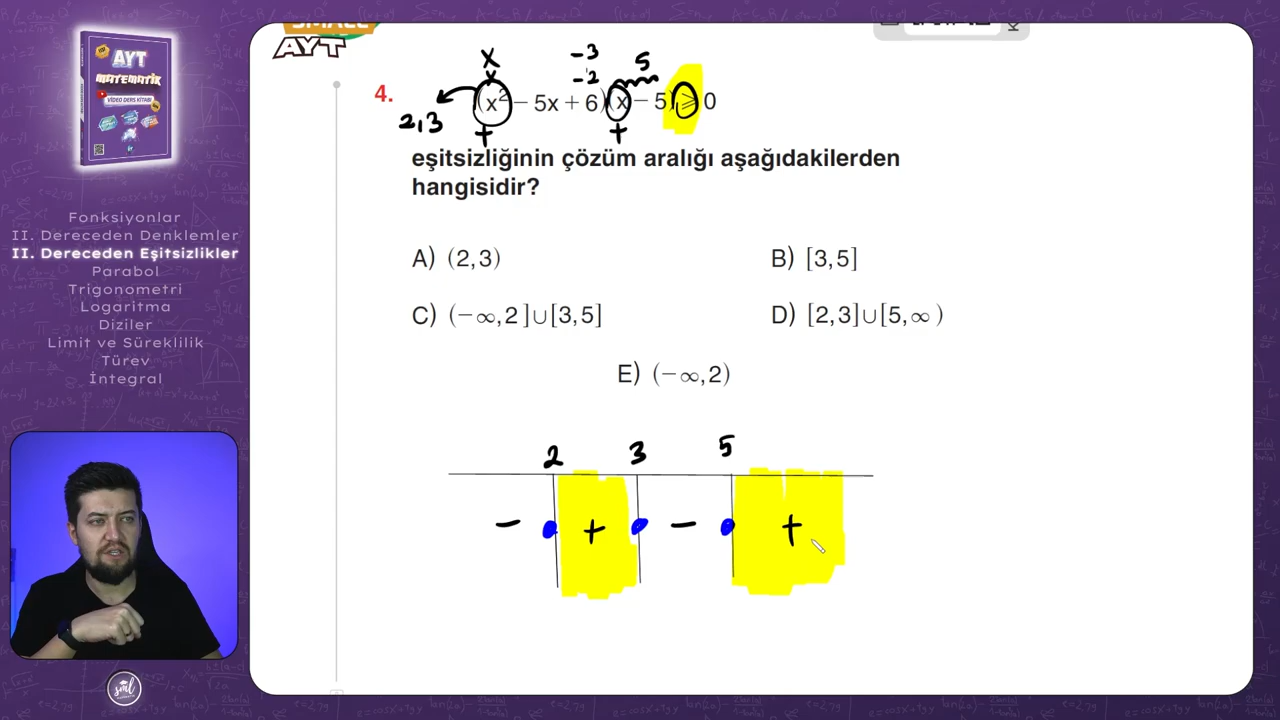 AYT
MATEMATİK
VİDEO DERS KİTABI
Fonksiyonlar
II. Dereceden Denklemler
II. Dereceden Eşitsizlikler
Parabol
Trigonometri
Logaritma
Diziler
Limit ve Süreklilik
Türev
İntegral
sml
AYT
x -3 5
x -2
4. (x² − 5x + 6)(x − 5) ⩾ 0
2,3 + +
eşitsizliğinin çözüm aralığı aşağıdakilerden
hangisidir?
A) (2,3) B) [3,5]
C) (−∞,2]∪[3,5] D) [2,3]∪[5,∞)
E) (−∞,2)
2 3 5
− + − +